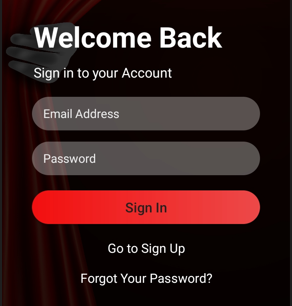 Welcome Back
Sign in to your Account
Email Address
Password
Sign In
Go to Sign Up
Forgot Your Password?